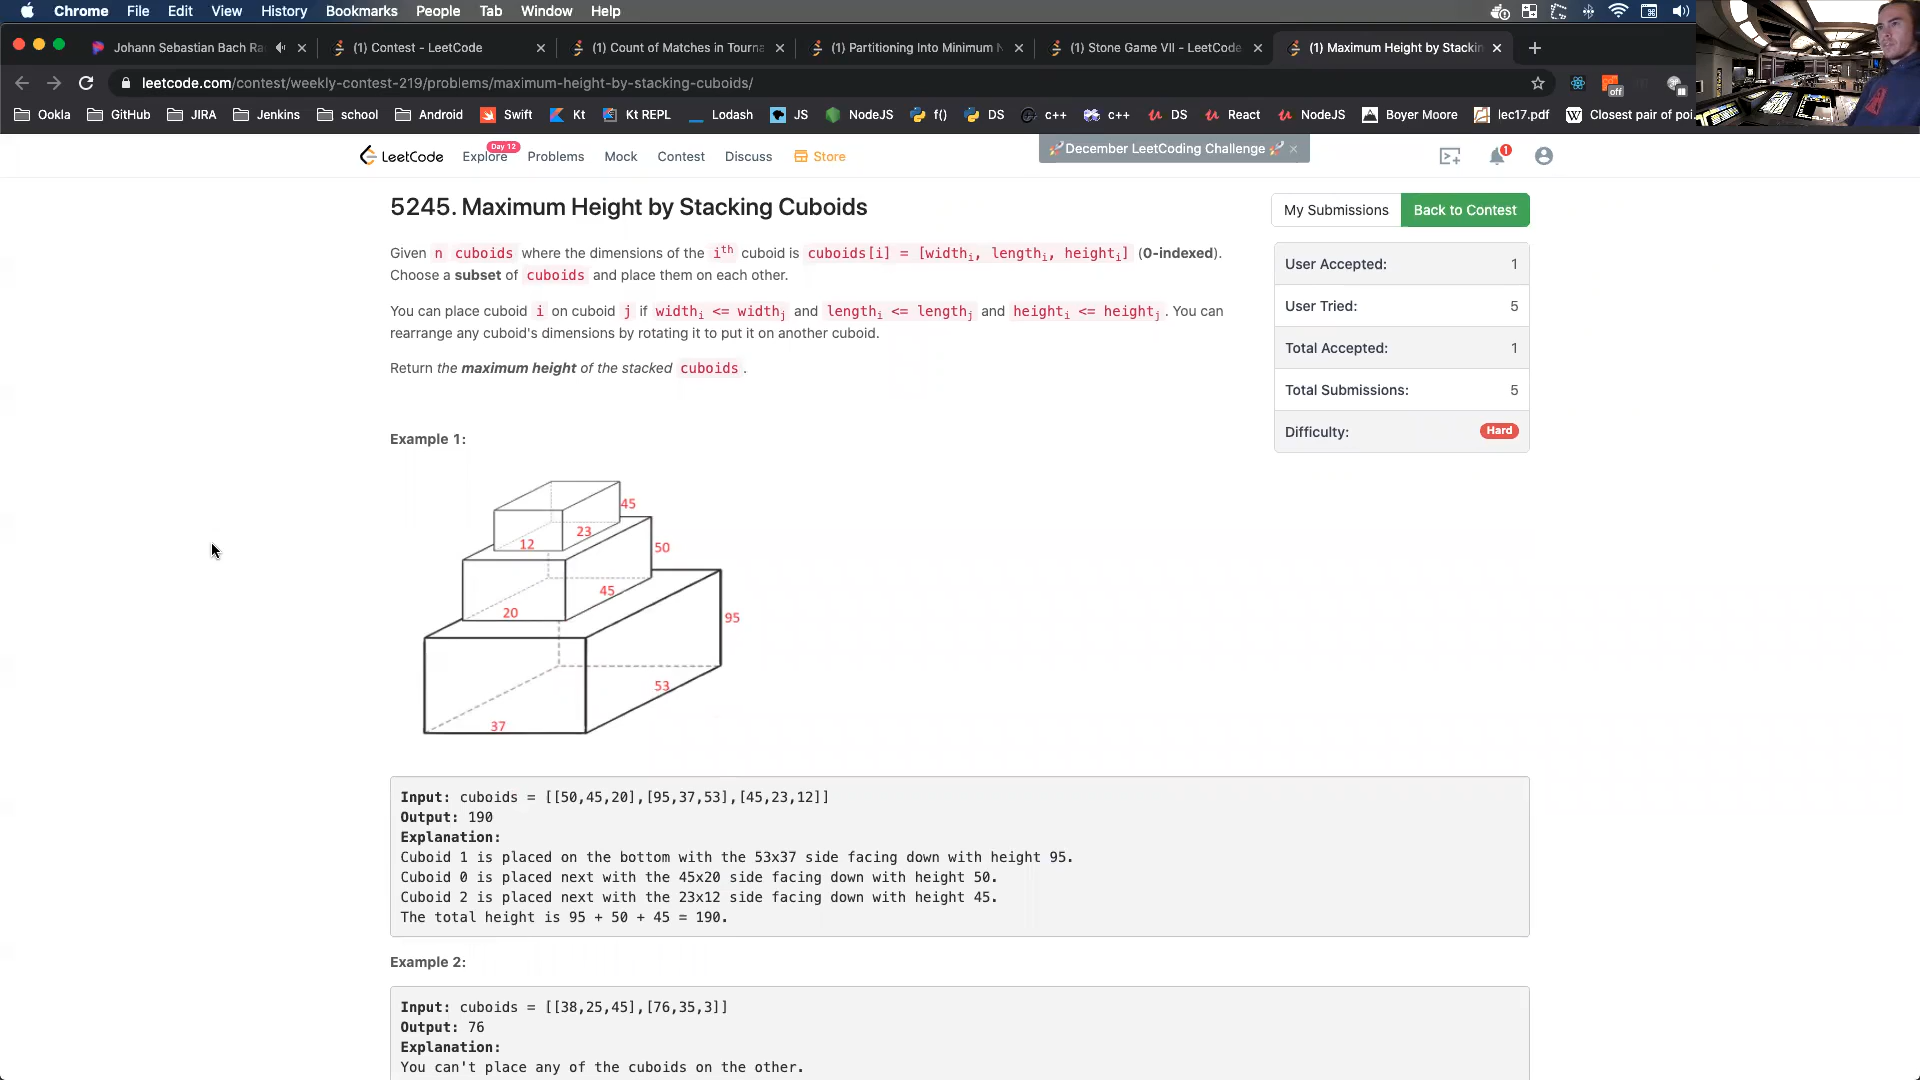 Chrome File Edit View History Bookmarks People Tab Window Help
Johann Sebastian Bach Ra
(1) Contest - LeetCode
(1) Count of Matches in Tourna
(1) Partitioning Into Minimum N
(1) Stone Game VII - LeetCode
(1) Maximum Height by Stackin
leetcode.com/contest/weekly-contest-219/problems/maximum-height-by-stacking-cuboids/
off
Ookla GitHub JIRA Jenkins school Android Swift Kt Kt REPL Lodash JS NodeJS f() DS c++ c++ DS React NodeJS Boyer Moore lec17.pdf Closest pair of poi
LeetCode Explore Day 12 Problems Mock Contest Discuss Store
🚀December LeetCoding Challenge 🚀 ×
1
5245. Maximum Height by Stacking Cuboids
My Submissions Back to Contest
Given n cuboids where the dimensions of the iᵗʰ cuboid is cuboids[i] = [widthᵢ, lengthᵢ, heightᵢ] (0-indexed).
Choose a subset of cuboids and place them on each other.
You can place cuboid i on cuboid j if widthᵢ <= widthⱼ and lengthᵢ <= lengthⱼ and heightᵢ <= heightⱼ. You can
rearrange any cuboid's dimensions by rotating it to put it on another cuboid.
Return the maximum height of the stacked cuboids .
User Accepted: 1
User Tried: 5
Total Accepted: 1
Total Submissions: 5
Difficulty: Hard
Example 1:
45
23
12
50
45
20
95
53
37
Input: cuboids = [[50,45,20],[95,37,53],[45,23,12]]
Output: 190
Explanation:
Cuboid 1 is placed on the bottom with the 53x37 side facing down with height 95.
Cuboid 0 is placed next with the 45x20 side facing down with height 50.
Cuboid 2 is placed next with the 23x12 side facing down with height 45.
The total height is 95 + 50 + 45 = 190.
Example 2:
Input: cuboids = [[38,25,45],[76,35,3]]
Output: 76
Explanation:
You can't place any of the cuboids on the other.